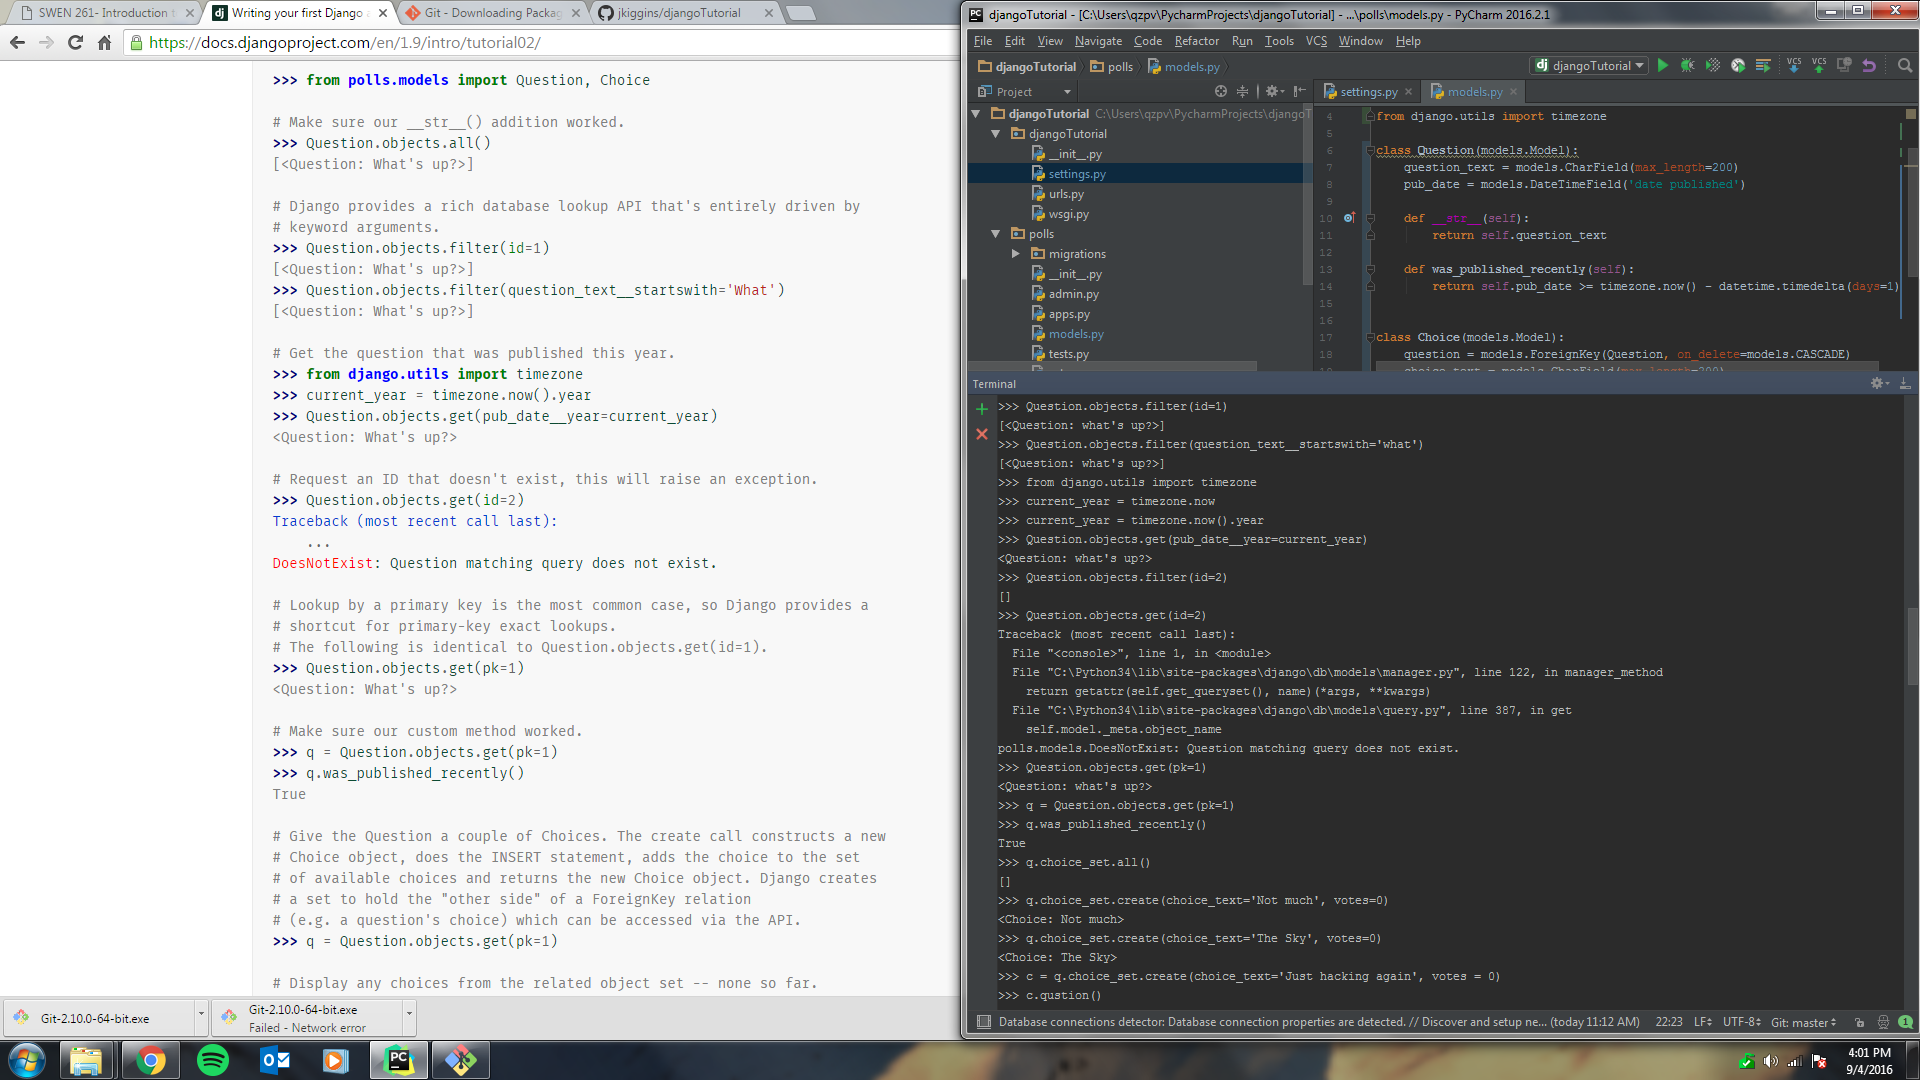 SWEN 261- Introduction t
Writing your first Django a
Git - Downloading Packag
jkiggins/djangoTutorial
https://docs.djangoproject.com/en/1.9/intro/tutorial02/
>>> from polls.models import Question, Choice
# Make sure our __str__() addition worked.
>>> Question.objects.all()
[<Question: What's up?>]
# Django provides a rich database lookup API that's entirely driven by
# keyword arguments.
>>> Question.objects.filter(id=1)
[<Question: What's up?>]
>>> Question.objects.filter(question_text__startswith='What')
[<Question: What's up?>]
# Get the question that was published this year.
>>> from django.utils import timezone
>>> current_year = timezone.now().year
>>> Question.objects.get(pub_date__year=current_year)
<Question: What's up?>
# Request an ID that doesn't exist, this will raise an exception.
>>> Question.objects.get(id=2)
Traceback (most recent call last):
...
DoesNotExist: Question matching query does not exist.
# Lookup by a primary key is the most common case, so Django provides a
# shortcut for primary-key exact lookups.
# The following is identical to Question.objects.get(id=1).
>>> Question.objects.get(pk=1)
<Question: What's up?>
# Make sure our custom method worked.
>>> q = Question.objects.get(pk=1)
>>> q.was_published_recently()
True
# Give the Question a couple of Choices. The create call constructs a new
# Choice object, does the INSERT statement, adds the choice to the set
# of available choices and returns the new Choice object. Django creates
# a set to hold the "other side" of a ForeignKey relation
# (e.g. a question's choice) which can be accessed via the API.
>>> q = Question.objects.get(pk=1)
# Display any choices from the related object set -- none so far.
Git-2.10.0-64-bit.exe
Git-2.10.0-64-bit.exe
Failed - Network error
PC djangoTutorial - [C:\Users\qzpv\PycharmProjects\djangoTutorial] - ...\polls\models.py - PyCharm 2016.2.1
File Edit View Navigate Code Refactor Run Tools VCS Window Help
djangoTutorial polls models.py
dj djangoTutorial
VCS VCS
Project
settings.py models.py
djangoTutorial C:\Users\qzpv\PycharmProjects\djangoT
djangoTutorial
__init__.py
settings.py
urls.py
wsgi.py
polls
migrations
__init__.py
admin.py
apps.py
models.py
tests.py
4 from django.utils import timezone
5
6 class Question(models.Model):
7 question_text = models.CharField(max_length=200)
8 pub_date = models.DateTimeField('date published')
9
10 def __str__(self):
11 return self.question_text
12
13 def was_published_recently(self):
14 return self.pub_date >= timezone.now() - datetime.timedelta(days=1)
15
16
17 class Choice(models.Model):
18 question = models.ForeignKey(Question, on_delete=models.CASCADE)
choice_text = models.CharField(max_length=200)
Terminal
>>> Question.objects.filter(id=1)
[<Question: what's up?>]
>>> Question.objects.filter(question_text__startswith='what')
[<Question: what's up?>]
>>> from django.utils import timezone
>>> current_year = timezone.now
>>> current_year = timezone.now().year
>>> Question.objects.get(pub_date__year=current_year)
<Question: what's up?>
>>> Question.objects.filter(id=2)
[]
>>> Question.objects.get(id=2)
Traceback (most recent call last):
File "<console>", line 1, in <module>
File "C:\Python34\lib\site-packages\django\db\models\manager.py", line 122, in manager_method
return getattr(self.get_queryset(), name)(*args, **kwargs)
File "C:\Python34\lib\site-packages\django\db\models\query.py", line 387, in get
self.model._meta.object_name
polls.models.DoesNotExist: Question matching query does not exist.
>>> Question.objects.get(pk=1)
<Question: what's up?>
>>> q = Question.objects.get(pk=1)
>>> q.was_published_recently()
True
>>> q.choice_set.all()
[]
>>> q.choice_set.create(choice_text='Not much', votes=0)
<Choice: Not much>
>>> q.choice_set.create(choice_text='The Sky', votes=0)
<Choice: The Sky>
>>> c = q.choice_set.create(choice_text='Just hacking again', votes = 0)
>>> c.qustion()
Database connections detector: Database connection properties are detected. // Discover and setup ne... (today 11:12 AM) 22:23 LF UTF-8 Git: master 1
PC
4:01 PM
9/4/2016